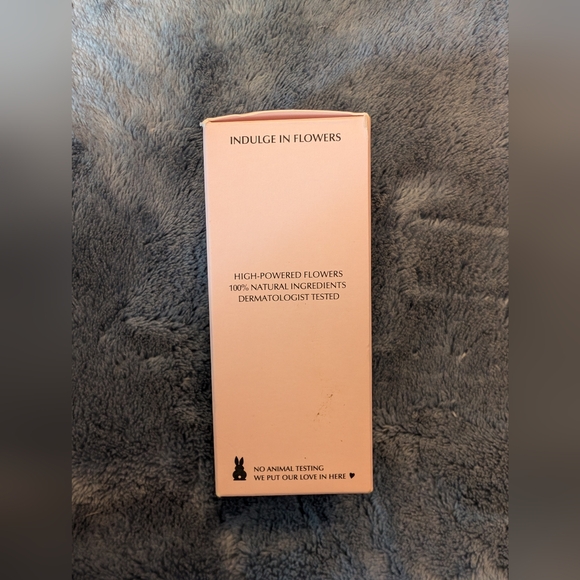 INDULGE IN FLOWERS
HIGH-POWERED FLOWERS
100% NATURAL INGREDIENTS
DERMATOLOGIST TESTED
NO ANIMAL TESTING
WE PUT OUR LOVE IN HERE ♥